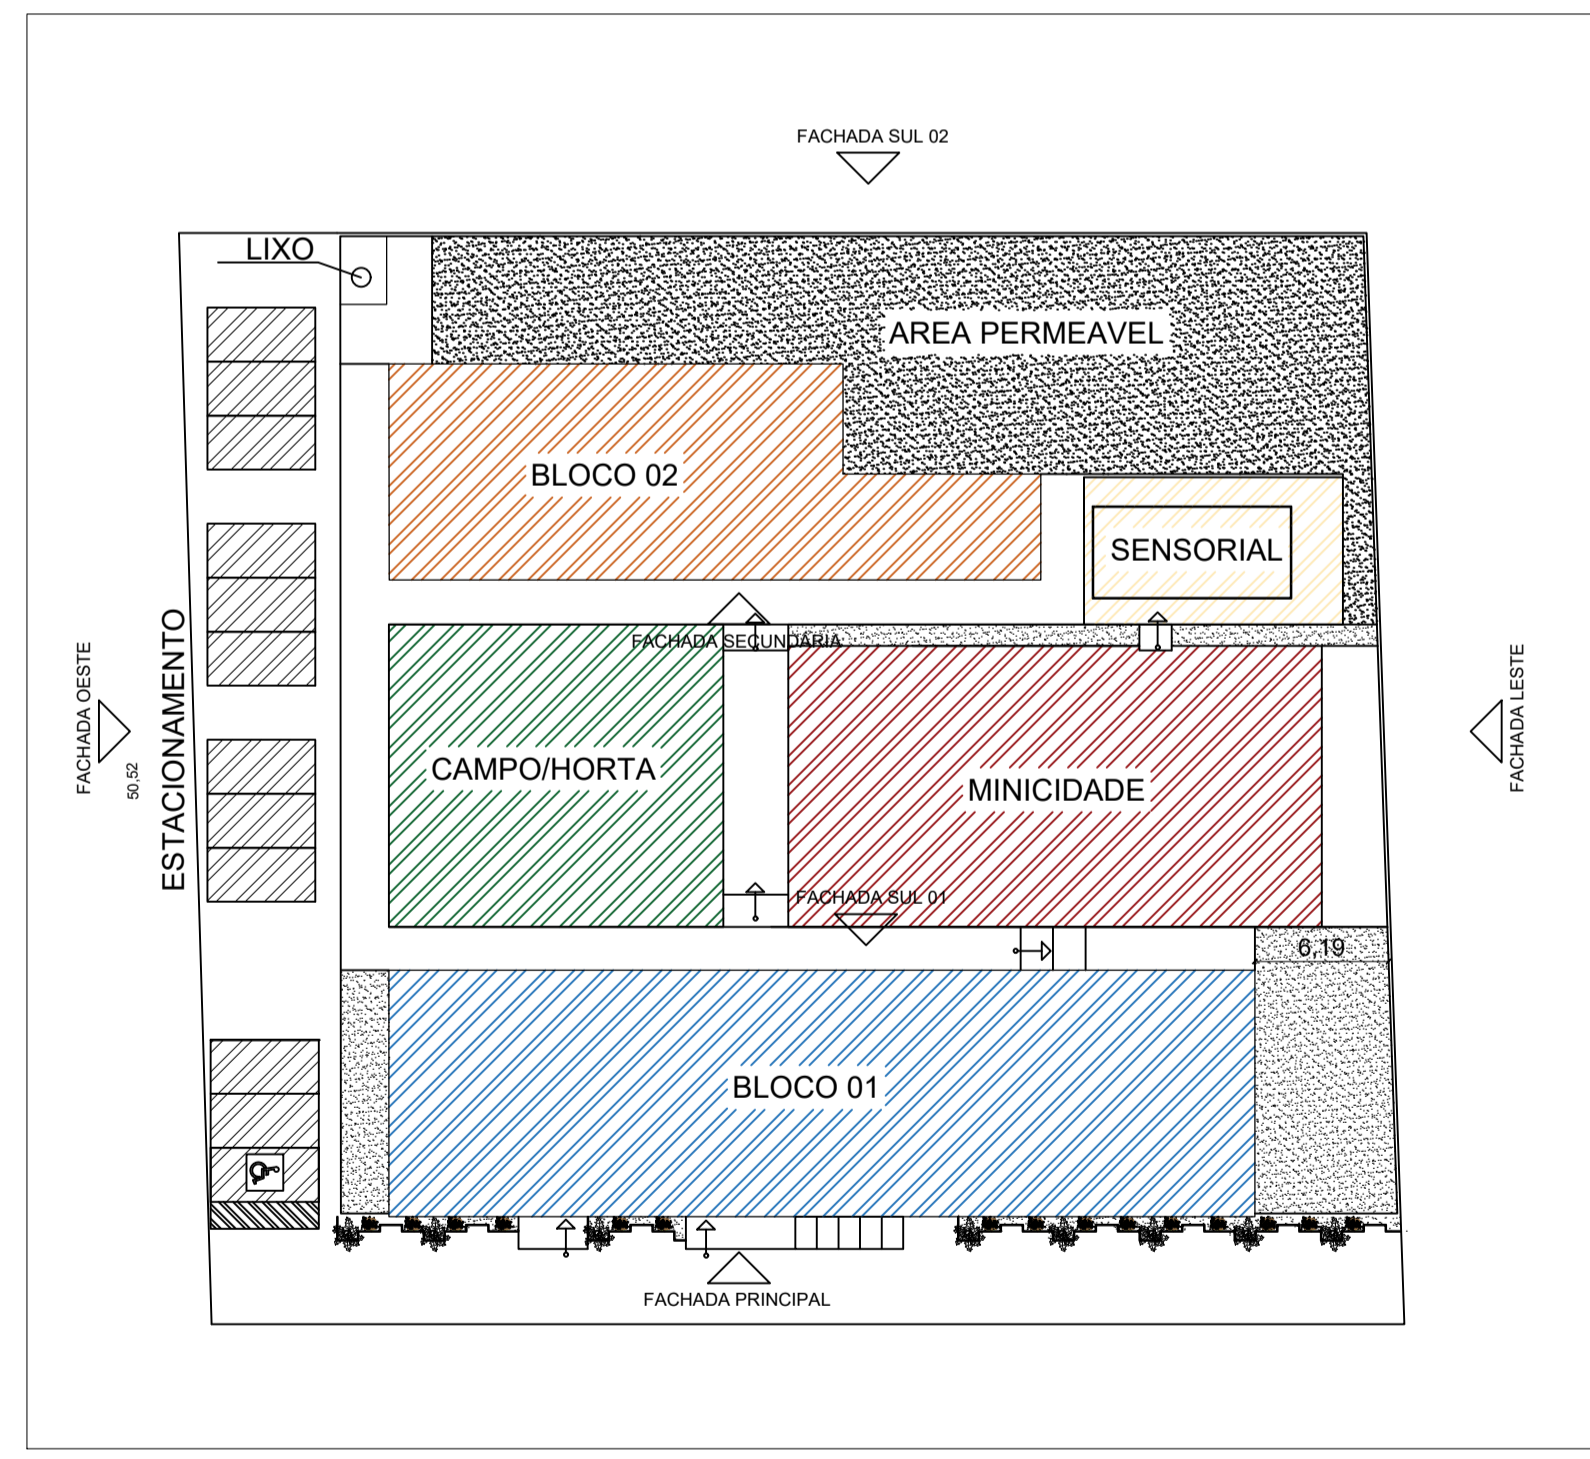 FACHADA SUL 02
LIXO
AREA PERMEAVEL
BLOCO 02
SENSORIAL
FACHADA SECUNDARIA
FACHADA OESTE
50,52
ESTACIONAMENTO
CAMPO/HORTA
MINICIDADE
FACHADA LESTE
FACHADA SUL 01
6,19
BLOCO 01
FACHADA PRINCIPAL